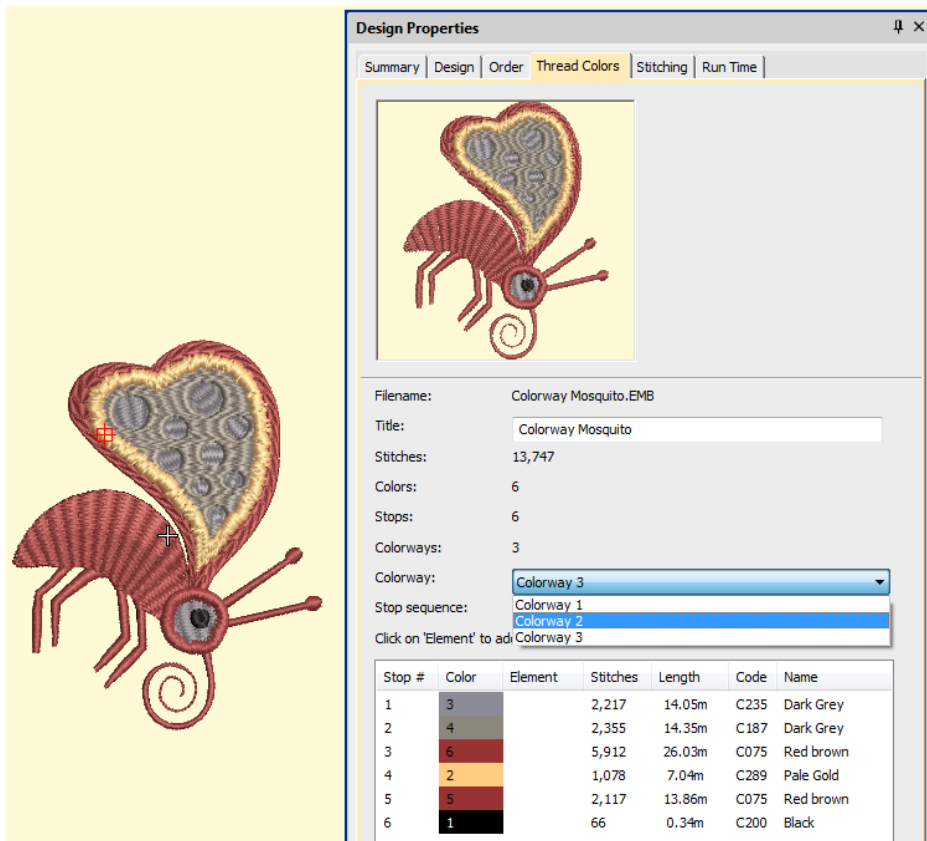 Design Properties
Summary Design Order Thread Colors Stitching Run Time
Filename: Colorway Mosquito.EMB
Title: Colorway Mosquito
Stitches: 13,747
Colors: 6
Stops: 6
Colorways: 3
Colorway: Colorway 3
Stop sequence: Colorway 1
Colorway 2
Click on 'Element' to add Colorway 3
Stop # Color Element Stitches Length Code Name
1 3 2,217 14.05m C235 Dark Grey
2 4 2,355 14.35m C187 Dark Grey
3 6 5,912 26.03m C075 Red brown
4 2 1,078 7.04m C289 Pale Gold
5 5 2,117 13.86m C075 Red brown
6 1 66 0.34m C200 Black